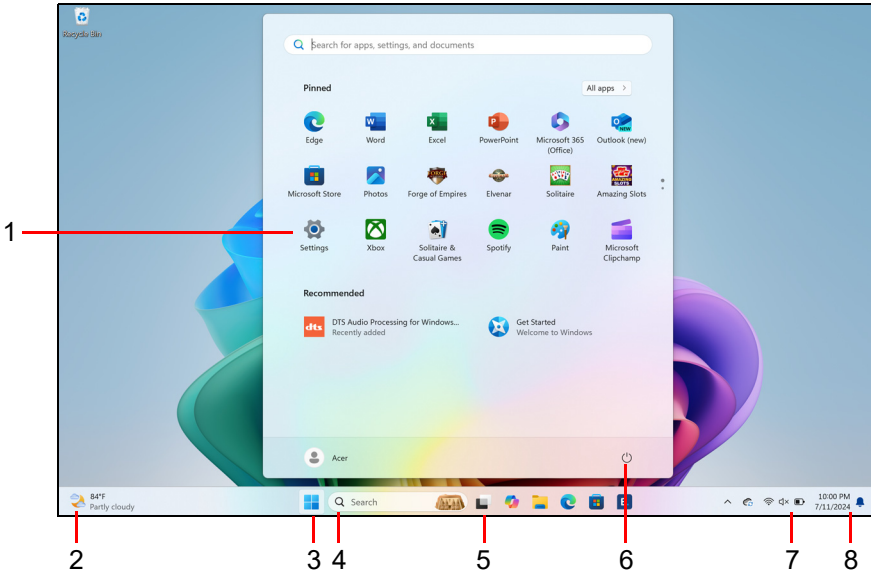 Recycle Bin
Search for apps, settings, and documents
Pinned
All apps >
Edge
Word
Excel
PowerPoint
Microsoft 365
(Office)
Outlook (new)
Microsoft Store
Photos
Forge of Empires
Elvenar
Solitaire
Amazing Slots
1
Settings
Xbox
Solitaire &
Casual Games
Spotify
Paint
Microsoft
Clipchamp
Recommended
dts
DTS Audio Processing for Windows...
Recently added
Get Started
Welcome to Windows
Acer
84°F
Partly cloudy
Search
10:00 PM
7/11/2024
2
3
4
5
6
7
8